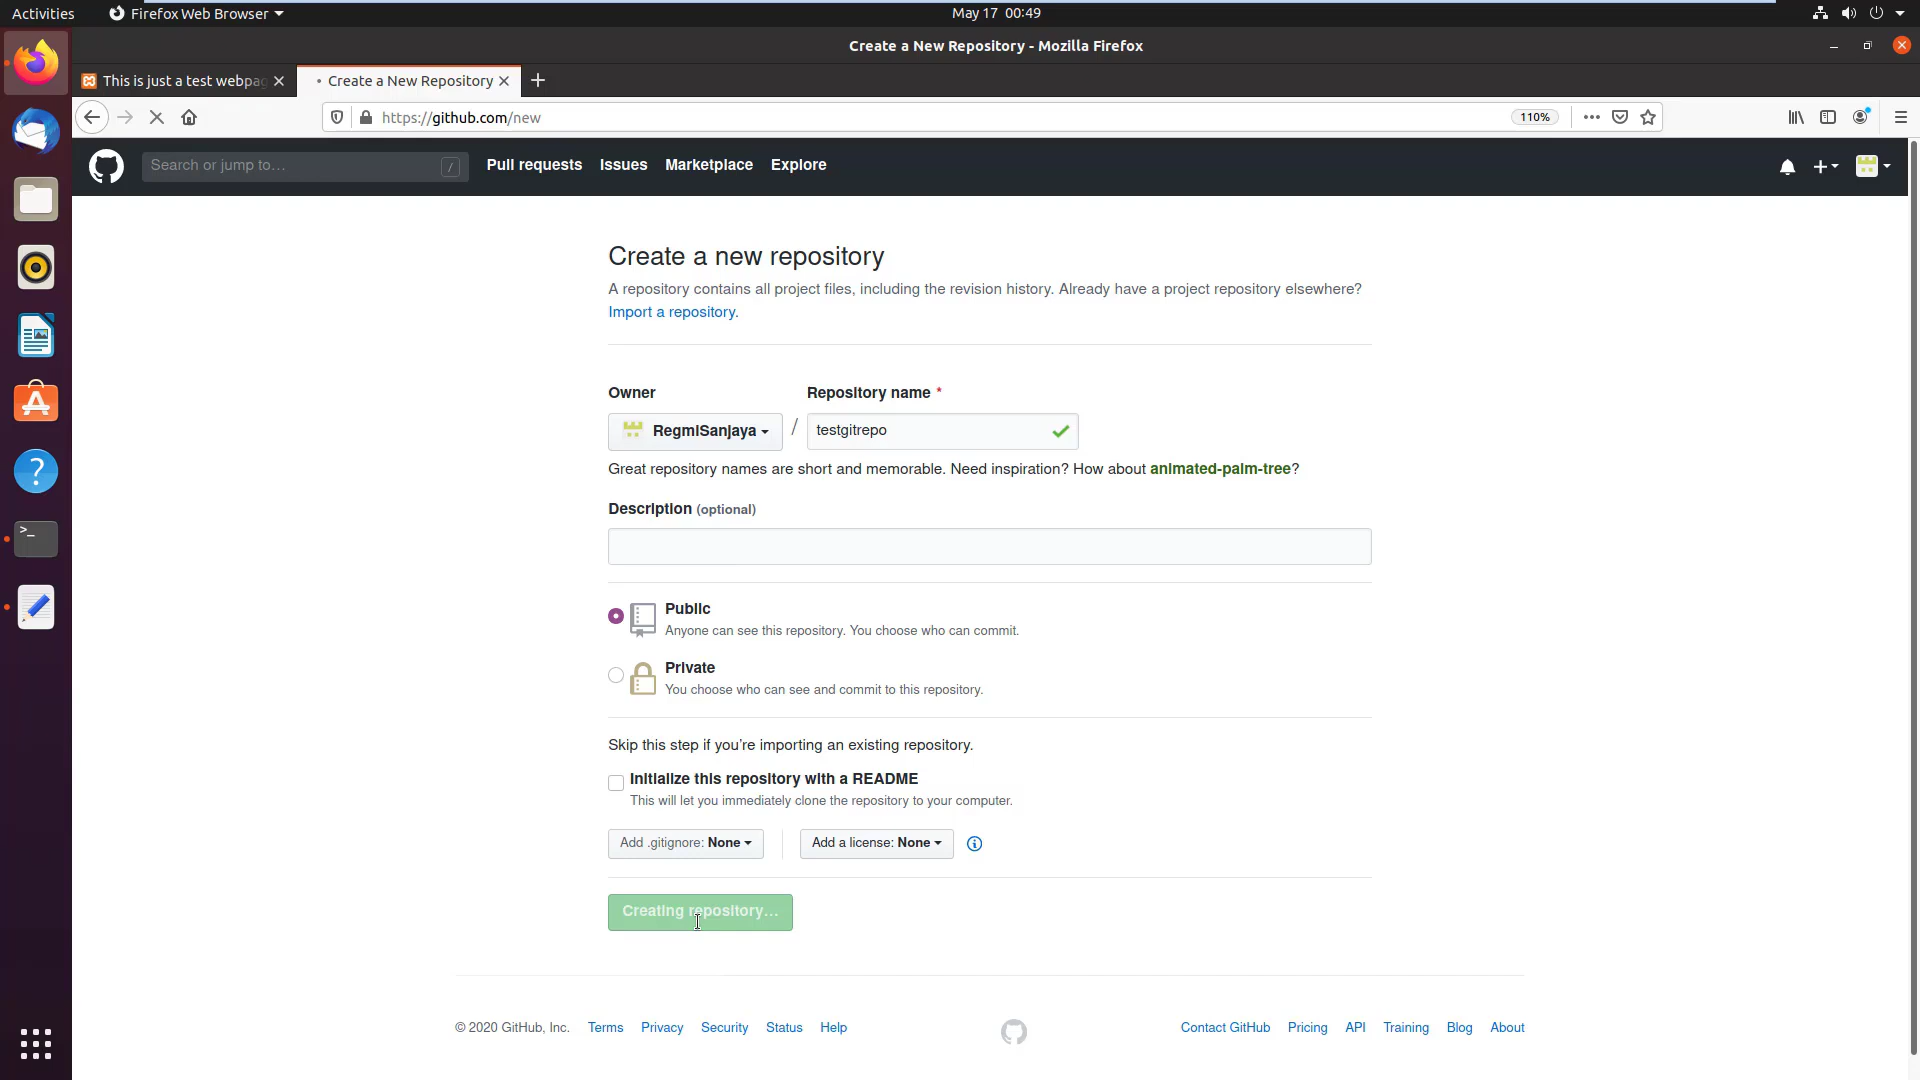 Activities
Firefox Web Browser
May 17 00:49
Create a New Repository - Mozilla Firefox
This is just a test webpag
• Create a New Repository
https://github.com/new
110%
Search or jump to…
/
Pull requests
Issues
Marketplace
Explore
Create a new repository
A repository contains all project files, including the revision history. Already have a project repository elsewhere?
Import a repository.
Owner
Repository name *
RegmiSanjaya
/
testgitrepo
Great repository names are short and memorable. Need inspiration? How about animated-palm-tree?
Description (optional)
Public
Anyone can see this repository. You choose who can commit.
Private
You choose who can see and commit to this repository.
Skip this step if you’re importing an existing repository.
Initialize this repository with a README
This will let you immediately clone the repository to your computer.
Add .gitignore: None
Add a license: None
Creating repository…
© 2020 GitHub, Inc.
Terms
Privacy
Security
Status
Help
Contact GitHub
Pricing
API
Training
Blog
About